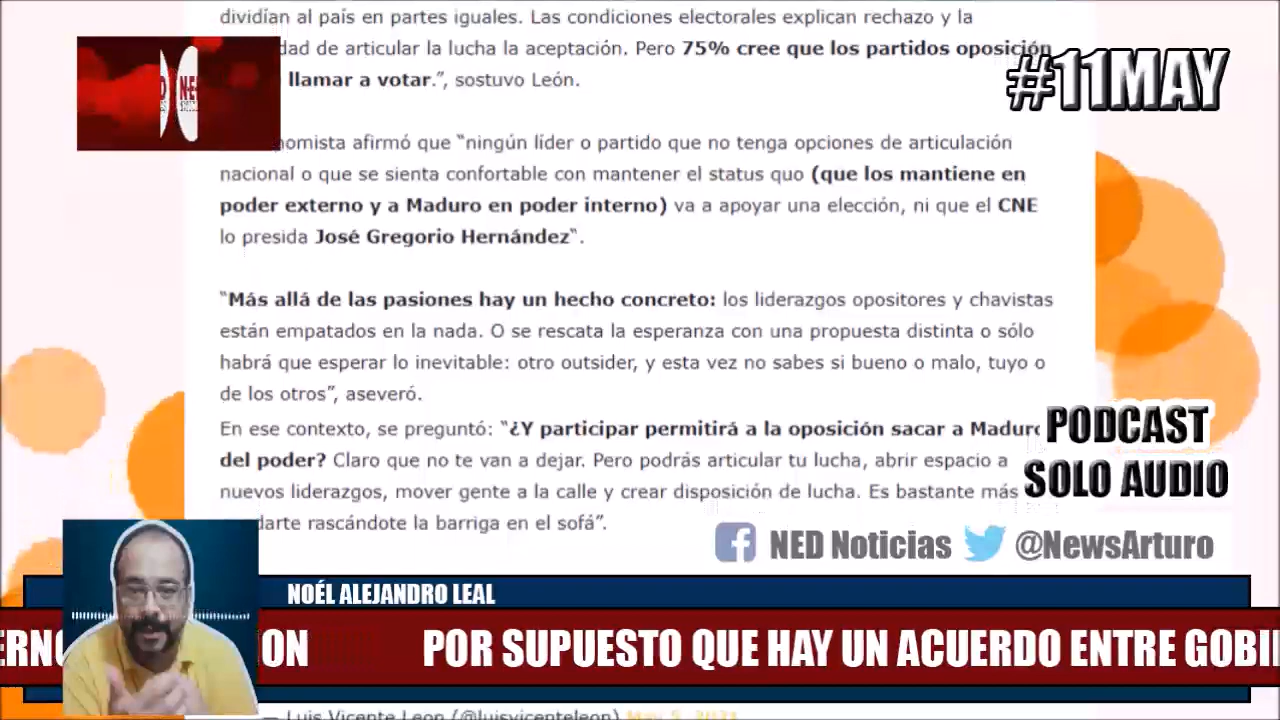 dividían al país en partes iguales. Las condiciones electorales explican rechazo y la
dad de articular la lucha la aceptación. Pero 75% cree que los partidos oposición
llamar a votar.”, sostuvo León.
#11MAY
nomista afirmó que “ningún líder o partido que no tenga opciones de articulación
nacional o que se sienta confortable con mantener el status quo (que los mantiene en
poder externo y a Maduro en poder interno) va a apoyar una elección, ni que el CNE
lo presida José Gregorio Hernández“.
“Más allá de las pasiones hay un hecho concreto: los liderazgos opositores y chavistas
están empatados en la nada. O se rescata la esperanza con una propuesta distinta o sólo
habrá que esperar lo inevitable: otro outsider, y esta vez no sabes si bueno o malo, tuyo o
de los otros”, aseveró.
En ese contexto, se preguntó: “¿Y participar permitirá a la oposición sacar a Maduro
del poder? Claro que no te van a dejar. Pero podrás articular tu lucha, abrir espacio a
nuevos liderazgos, mover gente a la calle y crear disposición de lucha. Es bastante más
darte rascándote la barriga en el sofá”.
PODCAST
SOLO AUDIO
NED Noticias @NewsArturo
NOÉL ALEJANDRO LEAL
ERNO ON POR SUPUESTO QUE HAY UN ACUERDO ENTRE GOBI
— Luis Vicente Leon (@luisvicenteleon) May 5, 2021